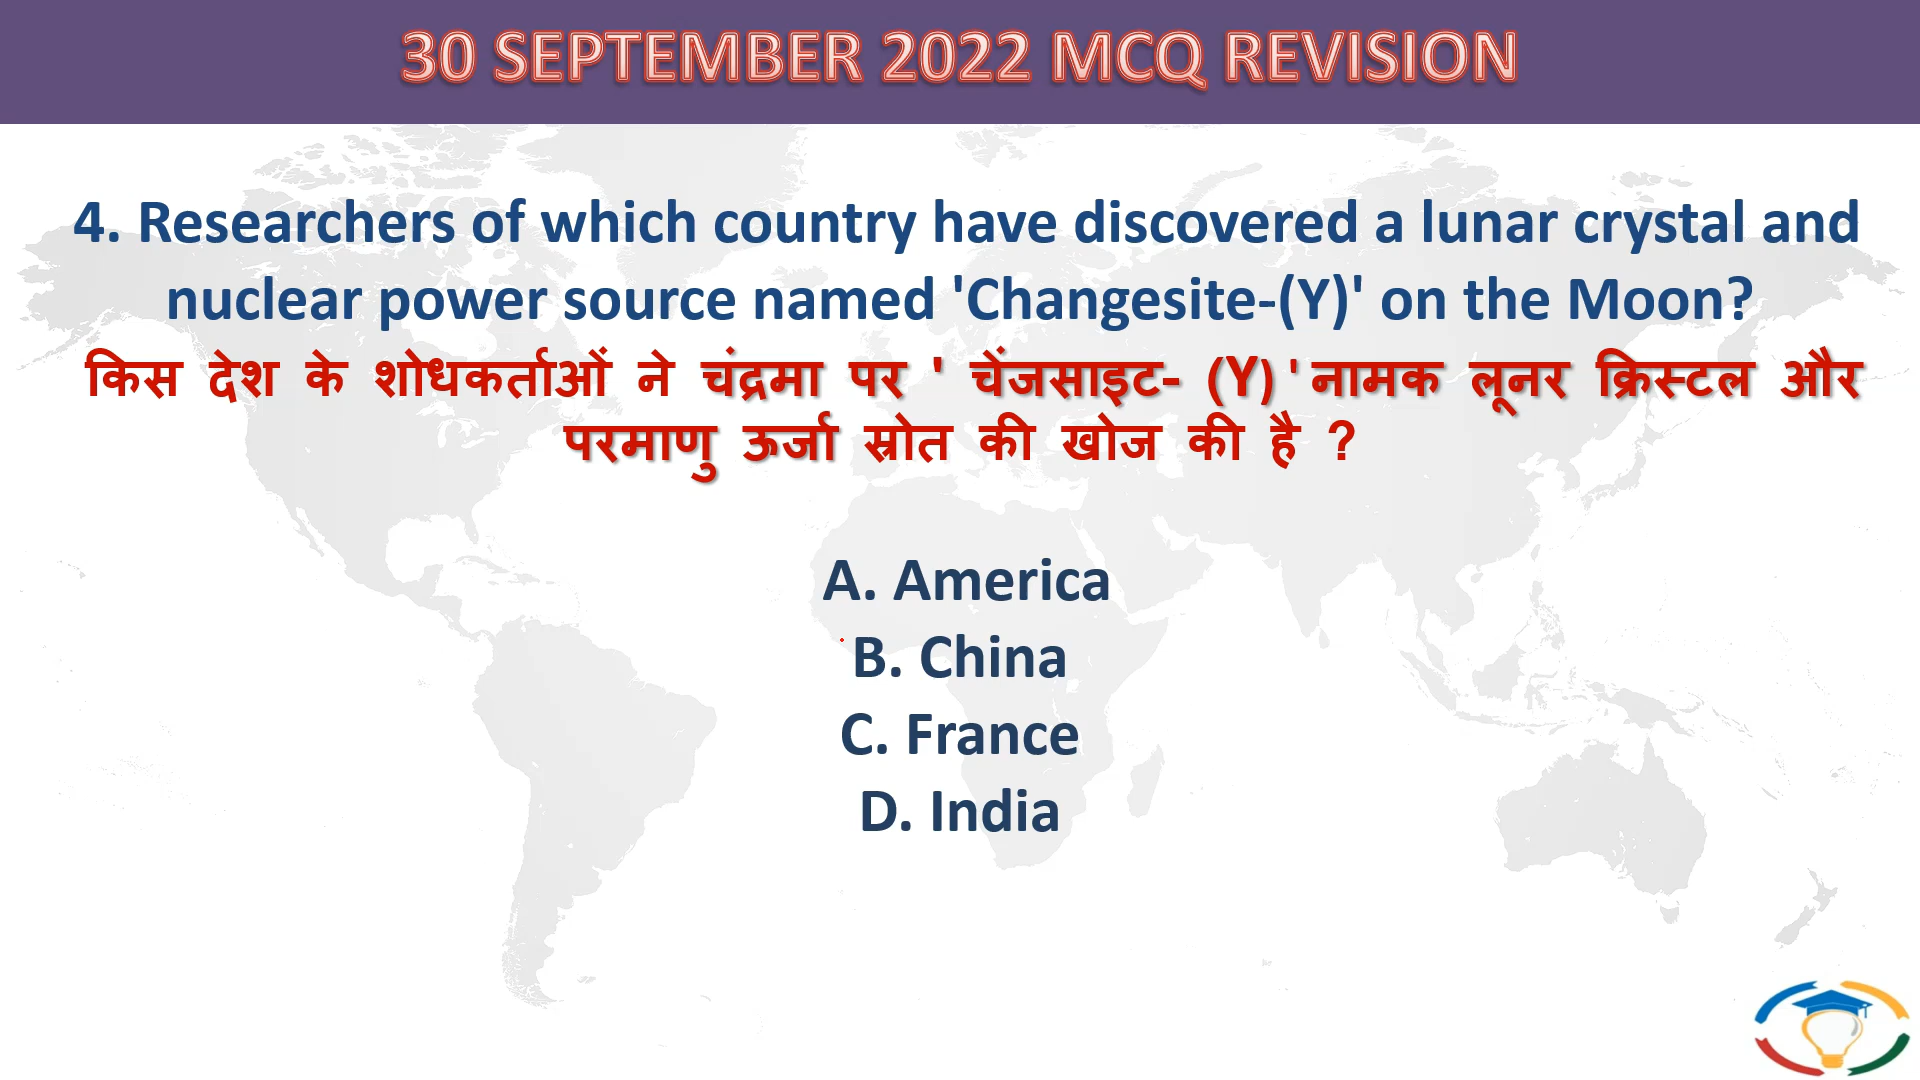 30 SEPTEMBER 2022 MCQ REVISION
4. Researchers of which country have discovered a lunar crystal and
nuclear power source named 'Changesite-(Y)' on the Moon?
किस देश के शोधकर्ताओं ने चंद्रमा पर ' चेंजसाइट- (Y) ' नामक लूनर क्रिस्टल और
परमाणु ऊर्जा स्रोत की खोज की है ?
A. America
B. China
C. France
D. India